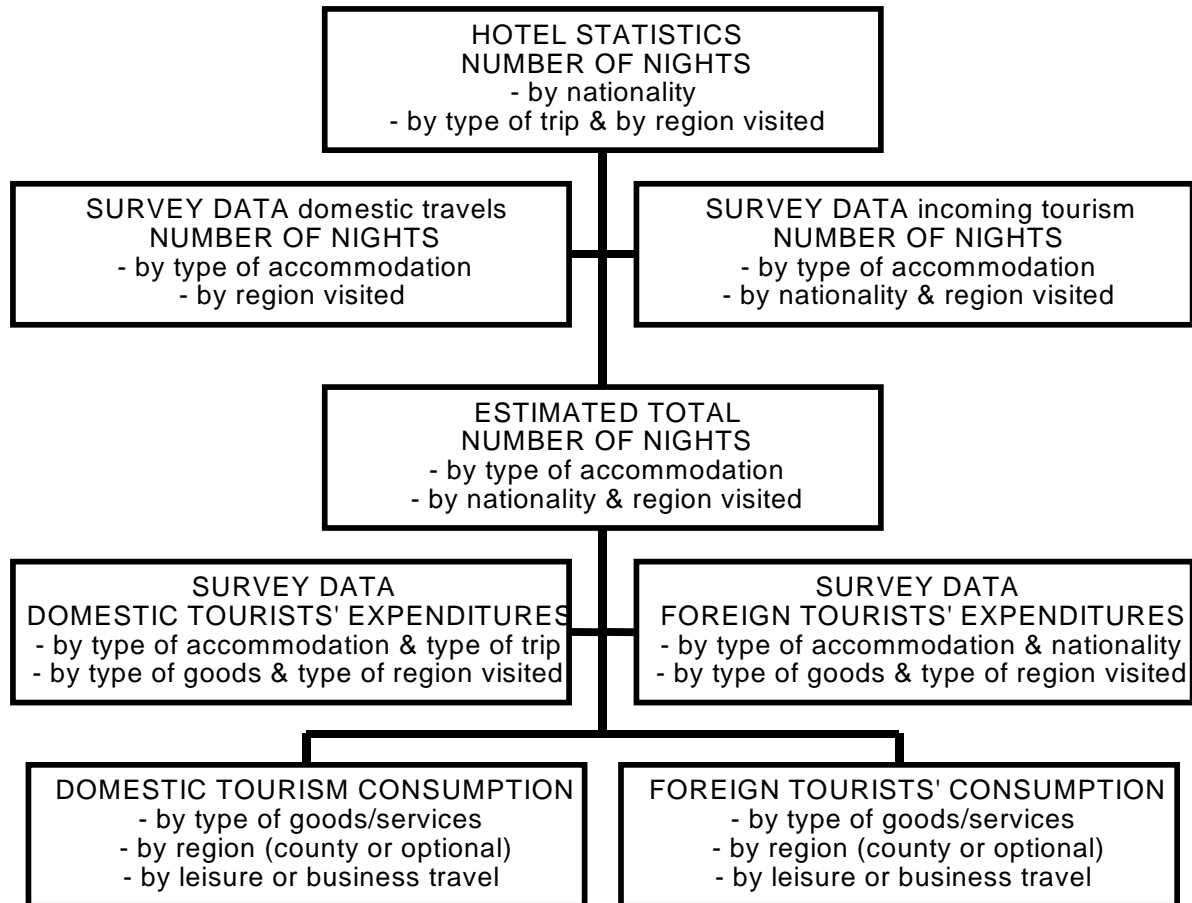 HOTEL STATISTICS
NUMBER OF NIGHTS
- by nationality
- by type of trip & by region visited
SURVEY DATA domestic travels
NUMBER OF NIGHTS
- by type of accommodation
- by region visited
SURVEY DATA incoming tourism
NUMBER OF NIGHTS
- by type of accommodation
- by nationality & region visited
ESTIMATED TOTAL
NUMBER OF NIGHTS
- by type of accommodation
- by nationality & region visited
SURVEY DATA
DOMESTIC TOURISTS' EXPENDITURES
- by type of accommodation & type of trip
- by type of goods & type of region visited
SURVEY DATA
FOREIGN TOURISTS' EXPENDITURES
- by type of accommodation & nationality
- by type of goods & type of region visited
DOMESTIC TOURISM CONSUMPTION
- by type of goods/services
- by region (county or optional)
- by leisure or business travel
FOREIGN TOURISTS' CONSUMPTION
- by type of goods/services
- by region (county or optional)
- by leisure or business travel